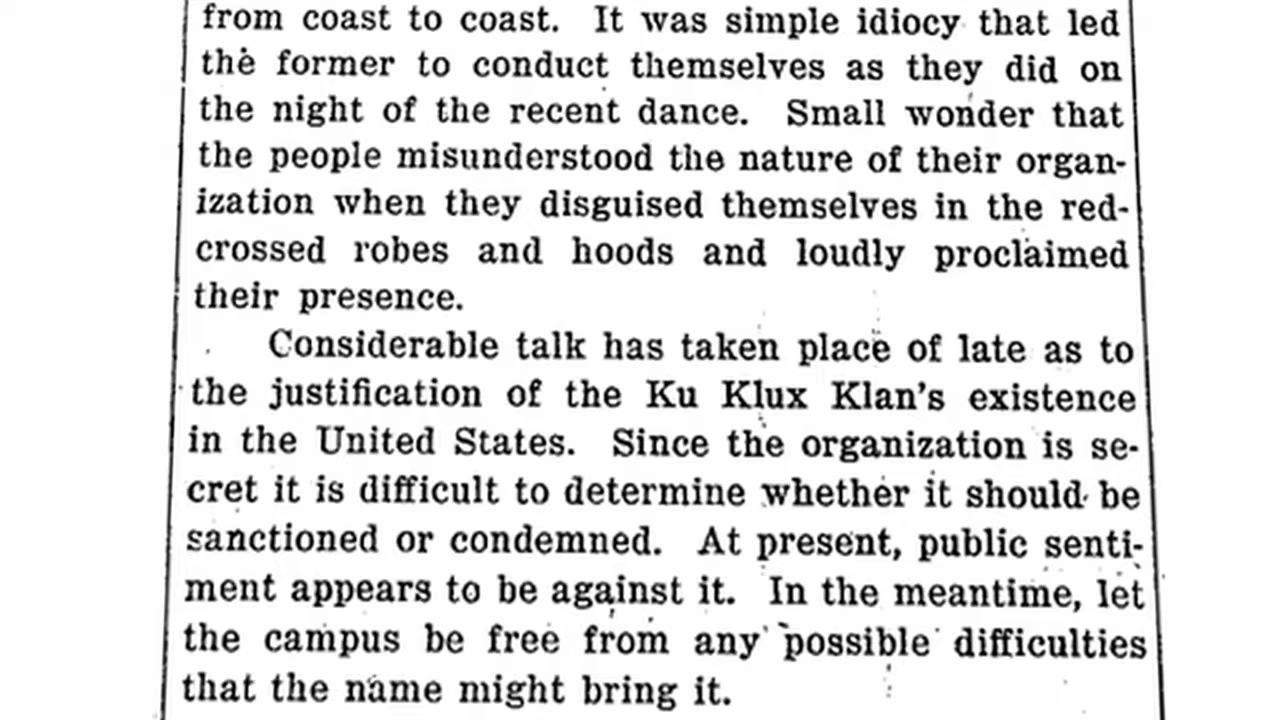 from coast to coast. It was simple idiocy that led
the former to conduct themselves as they did on
the night of the recent dance. Small wonder that
the people misunderstood the nature of their organ-
ization when they disguised themselves in the red-
crossed robes and hoods and loudly proclaimed
their presence.
Considerable talk has taken place of late as to
the justification of the Ku Klux Klan's existence
in the United States. Since the organization is se-
cret it is difficult to determine whether it should be
sanctioned or condemned. At present, public senti-
ment appears to be against it. In the meantime, let
the campus be free from any possible difficulties
that the name might bring it.